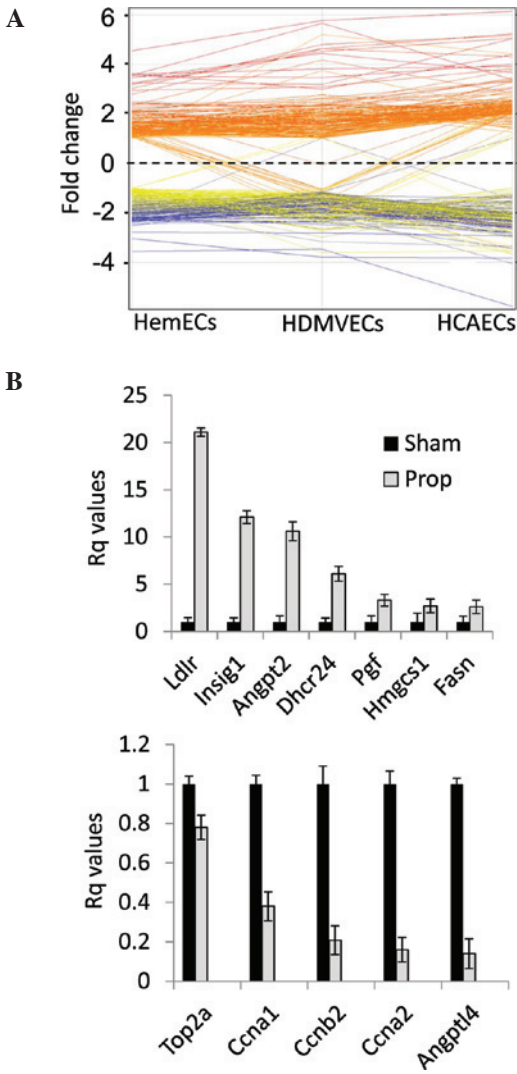 A
Fold change
4
2
0
-2
-4
HemECs HDMVECs HCAECs
B
Rq values
25
20
15
10
5
0
Sham
Prop
Ldlr Insig1 Angpt2 Dhcr24 Pgf Hmgcs1 Fasn
Rq values
1.2
1
0.8
0.6
0.4
0.2
0
Top2a Ccna1 Ccnb2 Ccna2 Angptl4